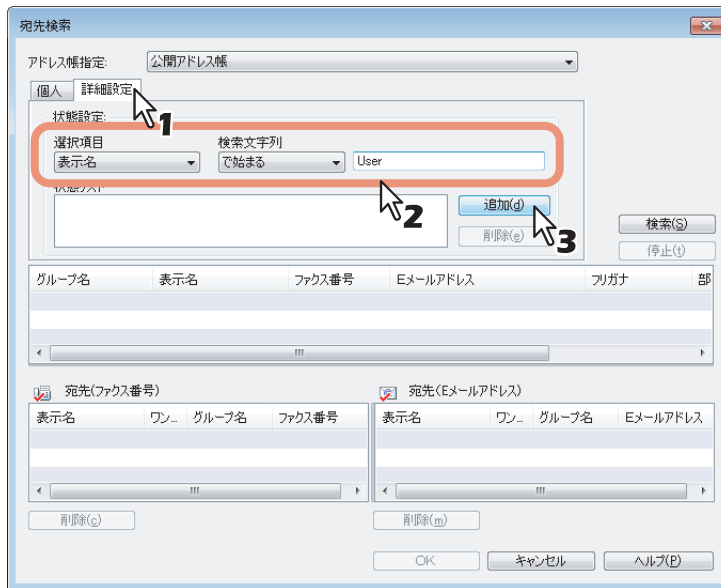 宛先検索
アドレス帳指定: 公開アドレス帳
個人 詳細設定
1
状態設定:
選択項目 検索文字列
表示名 で始まる User
2
状態リスト
追加(d)
3
削除(e)
検索(S)
停止(t)
グループ名 表示名 ファクス番号 Eメールアドレス フリガナ 部
宛先(ファクス番号) 宛先(Eメールアドレス)
表示名 ワン... グループ名 ファクス番号 表示名 ワン... グループ名 Eメールアドレス
削除(c) 削除(m)
OK キャンセル ヘルプ(P)